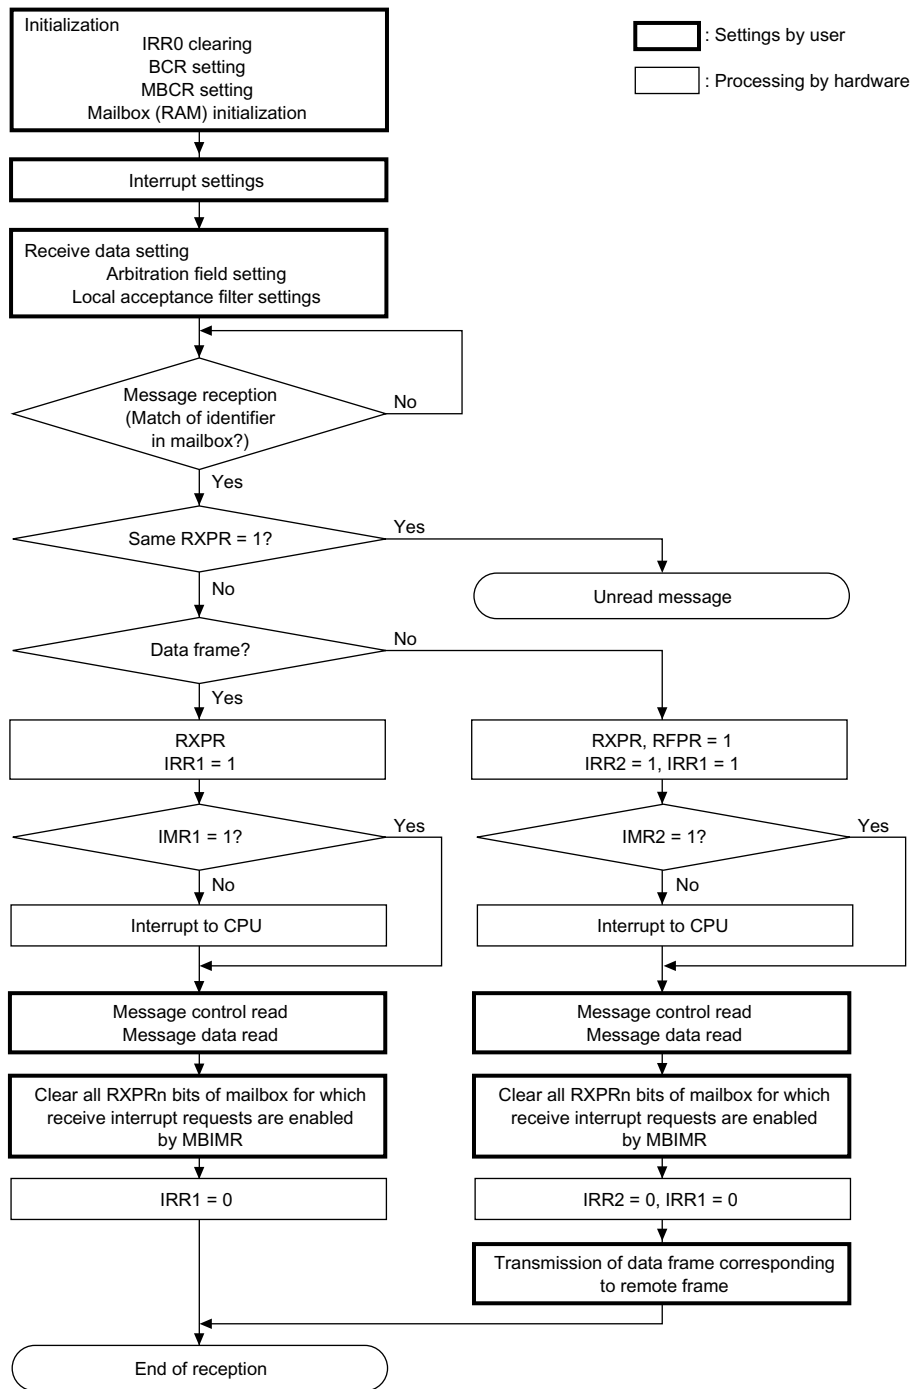 Initialization
IRR0 clearing
BCR setting
MBCR setting
Mailbox (RAM) initialization
: Settings by user
: Processing by hardware
Interrupt settings
Receive data setting
Arbitration field setting
Local acceptance filter settings
Message reception
(Match of identifier
in mailbox?)
No
Yes
Same RXPR = 1?
Yes
No
Unread message
Data frame?
No
Yes
RXPR
IRR1 = 1
RXPR, RFPR = 1
IRR2 = 1, IRR1 = 1
IMR1 = 1?
Yes
No
IMR2 = 1?
Yes
No
Interrupt to CPU
Interrupt to CPU
Message control read
Message data read
Message control read
Message data read
Clear all RXPRn bits of mailbox for which
receive interrupt requests are enabled
by MBIMR
Clear all RXPRn bits of mailbox for which
receive interrupt requests are enabled
by MBIMR
IRR1 = 0
IRR2 = 0, IRR1 = 0
Transmission of data frame corresponding
to remote frame
End of reception